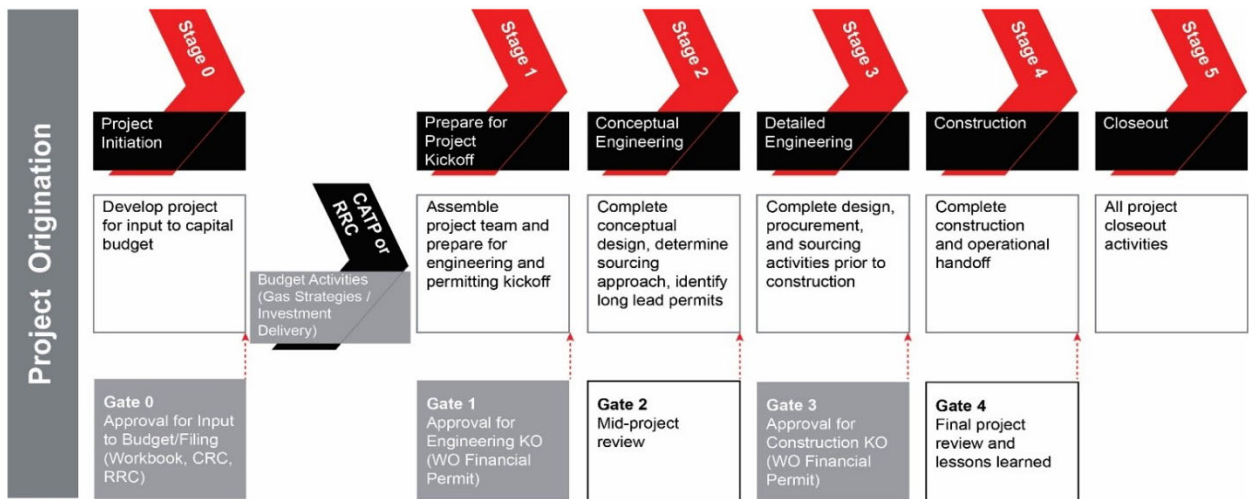 Project Origination
Stage 0
Project
Initiation
Develop project
for input to capital
budget
Gate 0
Approval for Input
to Budget/Filing
(Workbook, CRC,
RRC)
CATP or
RRC
Budget Activities
(Gas Strategies /
Investment
Delivery)
Stage 1
Prepare for
Project
Kickoff
Assemble
project team and
prepare for
engineering and
permitting kickoff
Gate 1
Approval for
Engineering KO
(WO Financial
Permit)
Stage 2
Conceptual
Engineering
Complete
conceptual
design, determine
sourcing
approach, identify
long lead permits
Gate 2
Mid-project
review
Stage 3
Detailed
Engineering
Complete design,
procurement,
and sourcing
activities prior to
construction
Gate 3
Approval for
Construction KO
(WO Financial
Permit)
Stage 4
Construction
Complete
construction
and operational
handoff
Gate 4
Final project
review and
lessons learned
Stage 5
Closeout
All project
closeout
activities